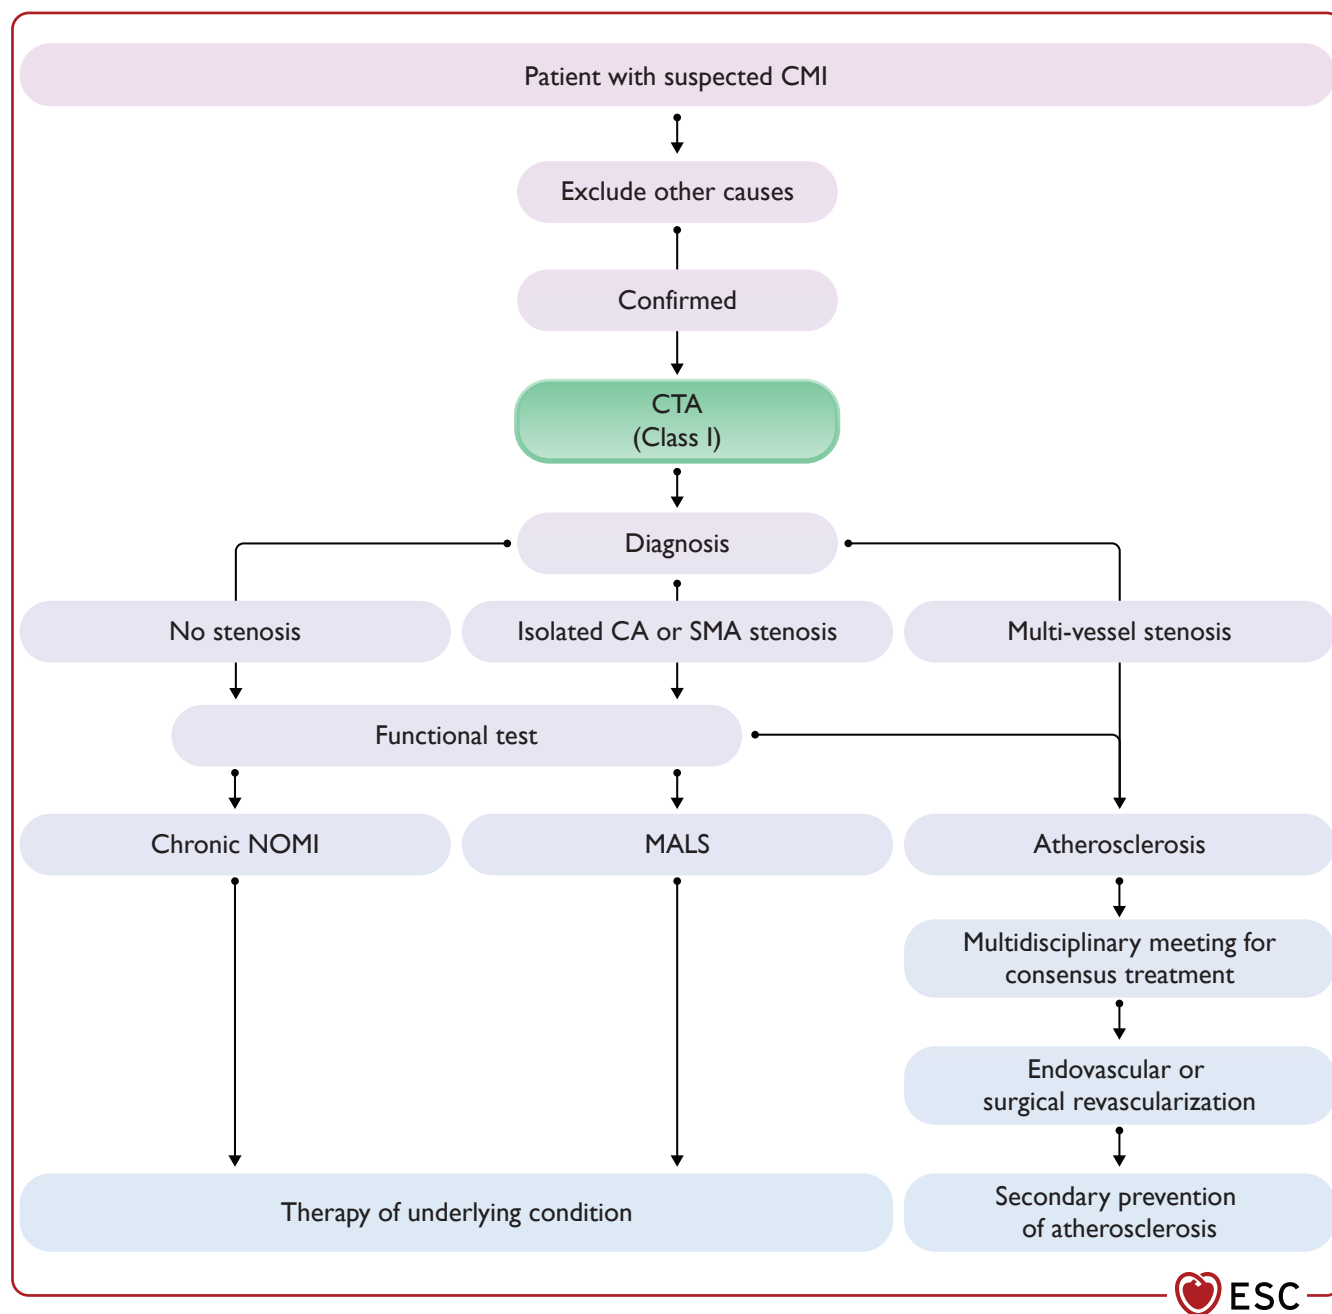 Patient with suspected CMI
Exclude other causes
Confirmed
CTA
(Class I)
Diagnosis
No stenosis
Isolated CA or SMA stenosis
Multi-vessel stenosis
Functional test
Chronic NOMI
MALS
Atherosclerosis
Multidisciplinary meeting for
consensus treatment
Endovascular or
surgical revascularization
Therapy of underlying condition
Secondary prevention
of atherosclerosis
ESC